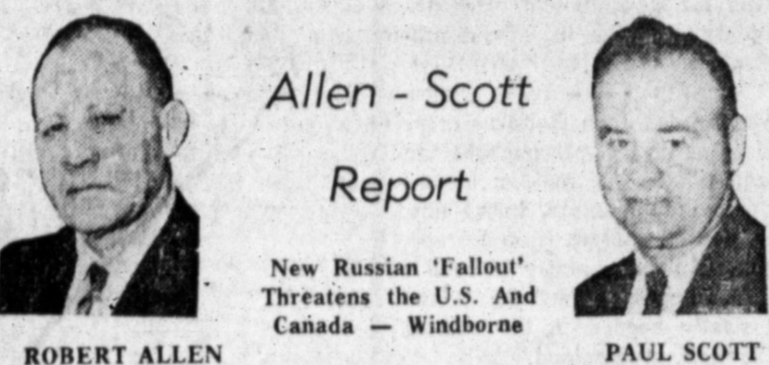 Allen - Scott
Report
New Russian 'Fallout'
Threatens the U.S. And
Canada — Windborne
ROBERT ALLEN
PAUL SCOTT